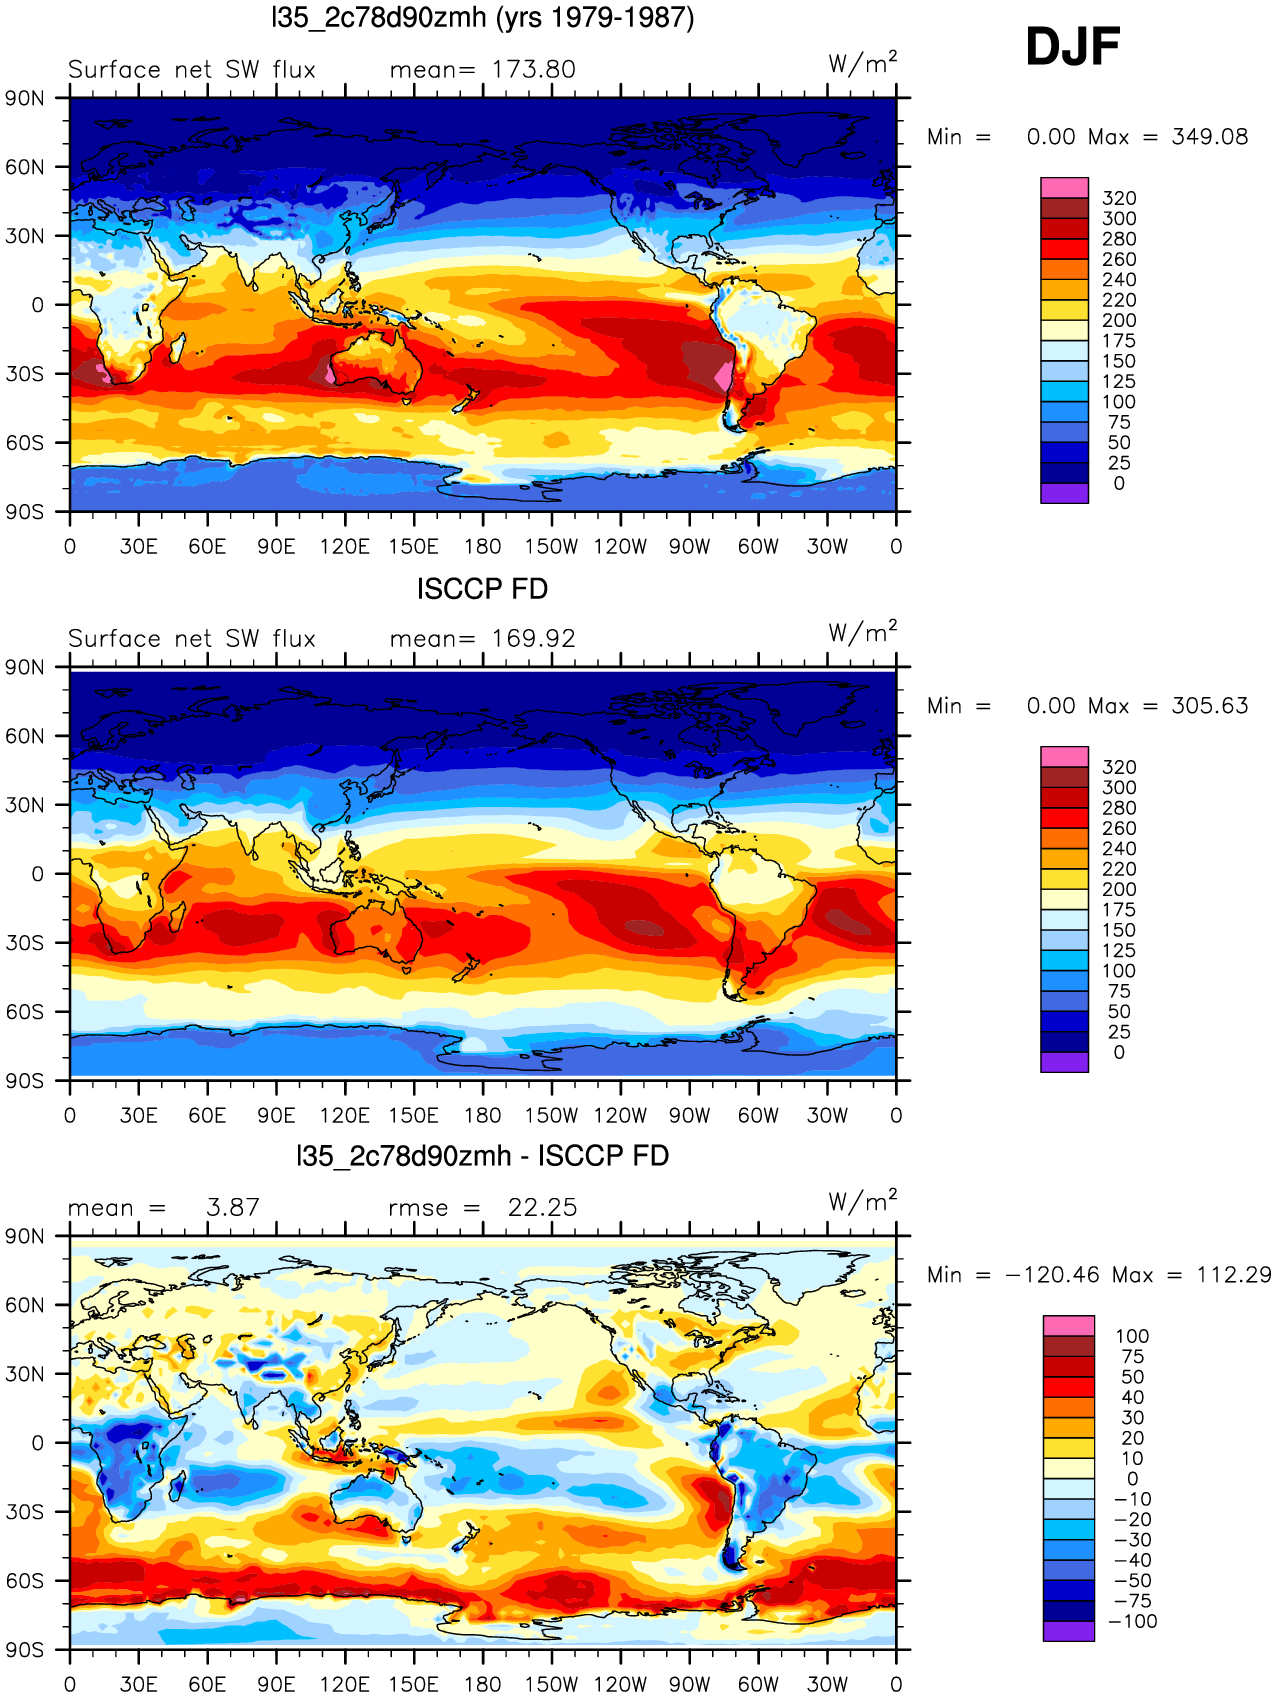 l35_2c78d90zmh (yrs 1979-1987)
DJF
Surface net SW flux mean= 173.80 W/m²
Min = 0.00 Max = 349.08
90N
60N
30N
0
30S
60S
90S
0 30E 60E 90E 120E 150E 180 150W 120W 90W 60W 30W 0
320
300
280
260
240
220
200
175
150
125
100
75
50
25
0
ISCCP FD
Surface net SW flux mean= 169.92 W/m²
Min = 0.00 Max = 305.63
90N
60N
30N
0
30S
60S
90S
0 30E 60E 90E 120E 150E 180 150W 120W 90W 60W 30W 0
320
300
280
260
240
220
200
175
150
125
100
75
50
25
0
l35_2c78d90zmh - ISCCP FD
mean = 3.87 rmse = 22.25 W/m²
Min = −120.46 Max = 112.29
90N
60N
30N
0
30S
60S
90S
0 30E 60E 90E 120E 150E 180 150W 120W 90W 60W 30W 0
100
75
50
40
30
20
10
0
−10
−30
−40
−50
−75
−100